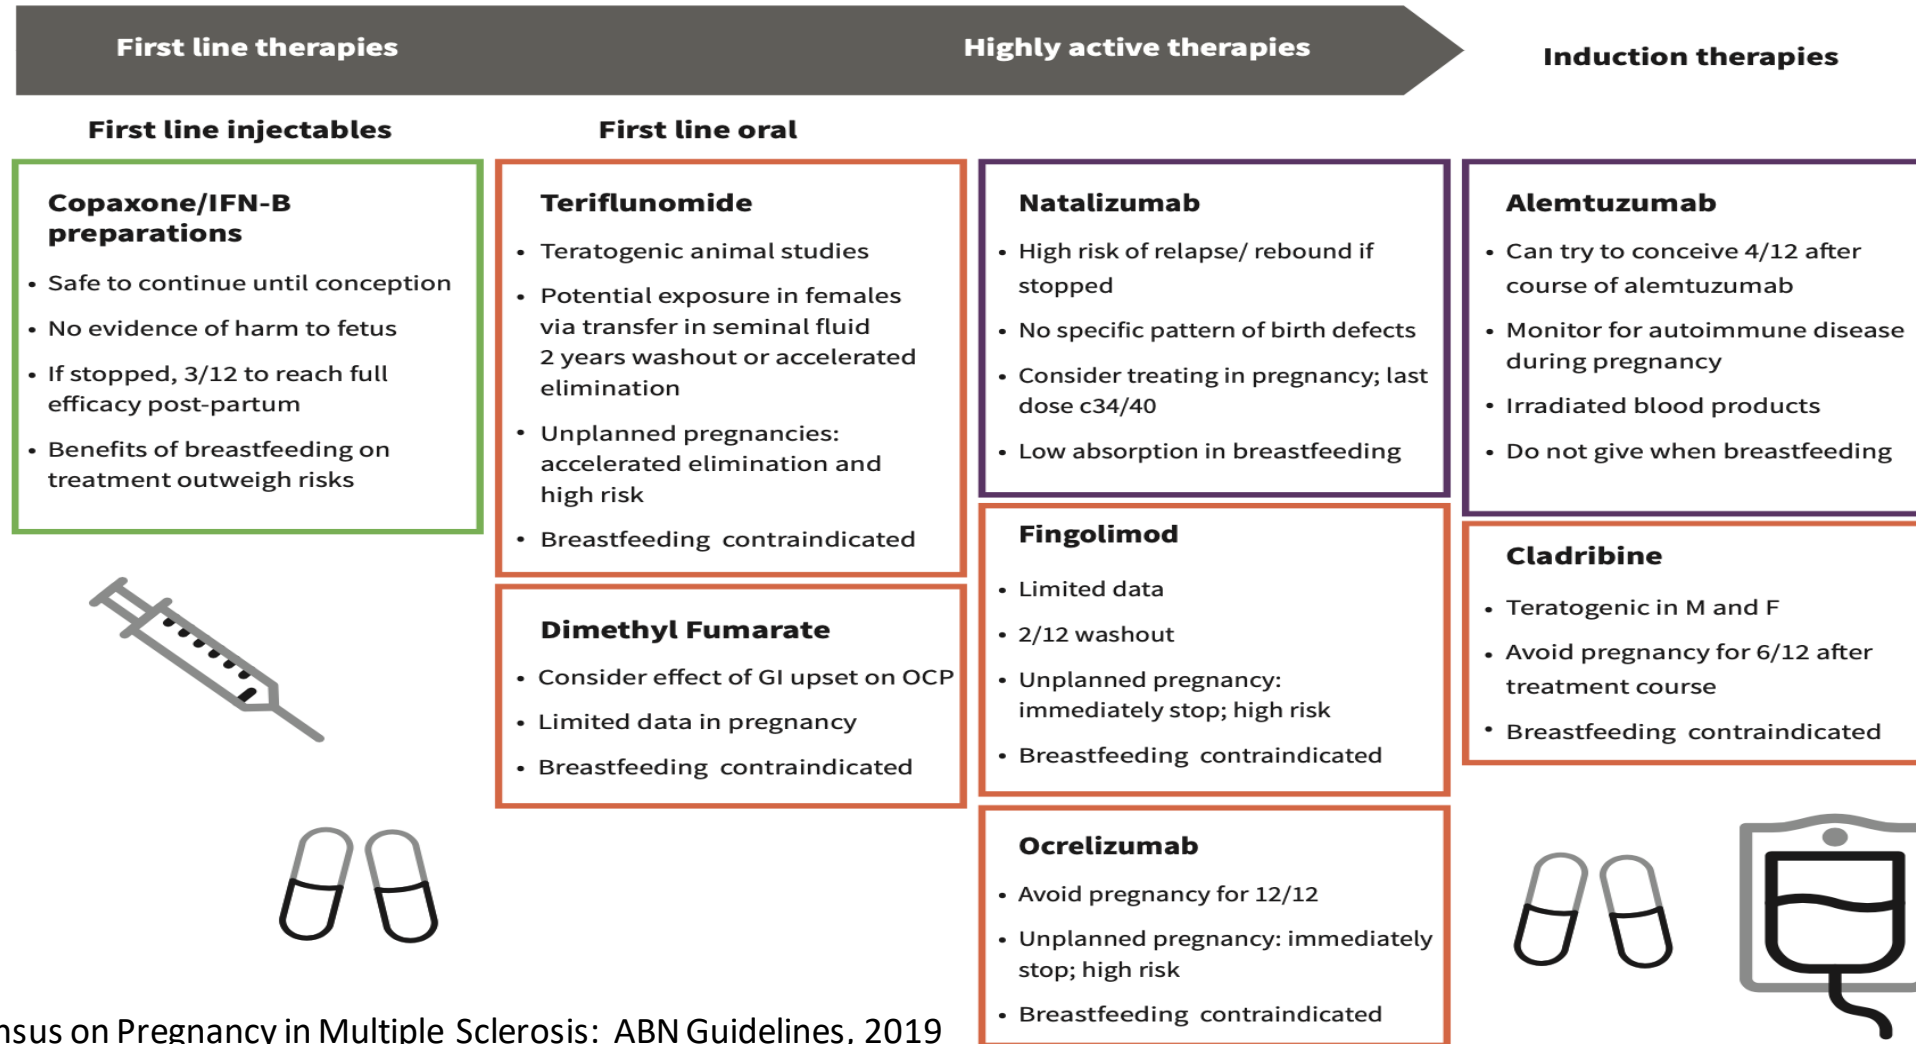 First line therapies
Highly active therapies
Induction therapies
First line injectables
First line oral
Copaxone/IFN-B
preparations
• Safe to continue until conception
• No evidence of harm to fetus
• If stopped, 3/12 to reach full
efficacy post-partum
• Benefits of breastfeeding on
treatment outweigh risks
Teriflunomide
• Teratogenic animal studies
• Potential exposure in females
via transfer in seminal fluid
2 years washout or accelerated
elimination
• Unplanned pregnancies:
accelerated elimination and
high risk
• Breastfeeding contraindicated
Dimethyl Fumarate
• Consider effect of GI upset on OCP
• Limited data in pregnancy
• Breastfeeding contraindicated
Natalizumab
• High risk of relapse/ rebound if
stopped
• No specific pattern of birth defects
• Consider treating in pregnancy; last
dose c34/40
• Low absorption in breastfeeding
Fingolimod
• Limited data
• 2/12 washout
• Unplanned pregnancy:
immediately stop; high risk
• Breastfeeding contraindicated
Ocrelizumab
• Avoid pregnancy for 12/12
• Unplanned pregnancy: immediately
stop; high risk
• Breastfeeding contraindicated
Alemtuzumab
• Can try to conceive 4/12 after
course of alemtuzumab
• Monitor for autoimmune disease
during pregnancy
• Irradiated blood products
• Do not give when breastfeeding
Cladribine
• Teratogenic in M and F
• Avoid pregnancy for 6/12 after
treatment course
• Breastfeeding contraindicated
nsus on Pregnancy in Multiple Sclerosis: ABN Guidelines, 2019